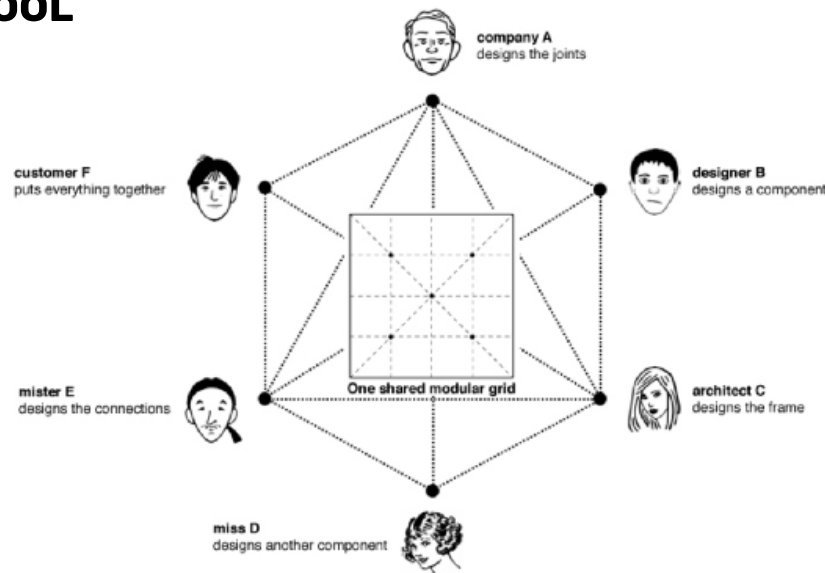 OOL
company A
designs the joints
customer F
puts everything together
designer B
designs a component
One shared modular grid
mister E
designs the connections
architect C
designs the frame
miss D
designs another component